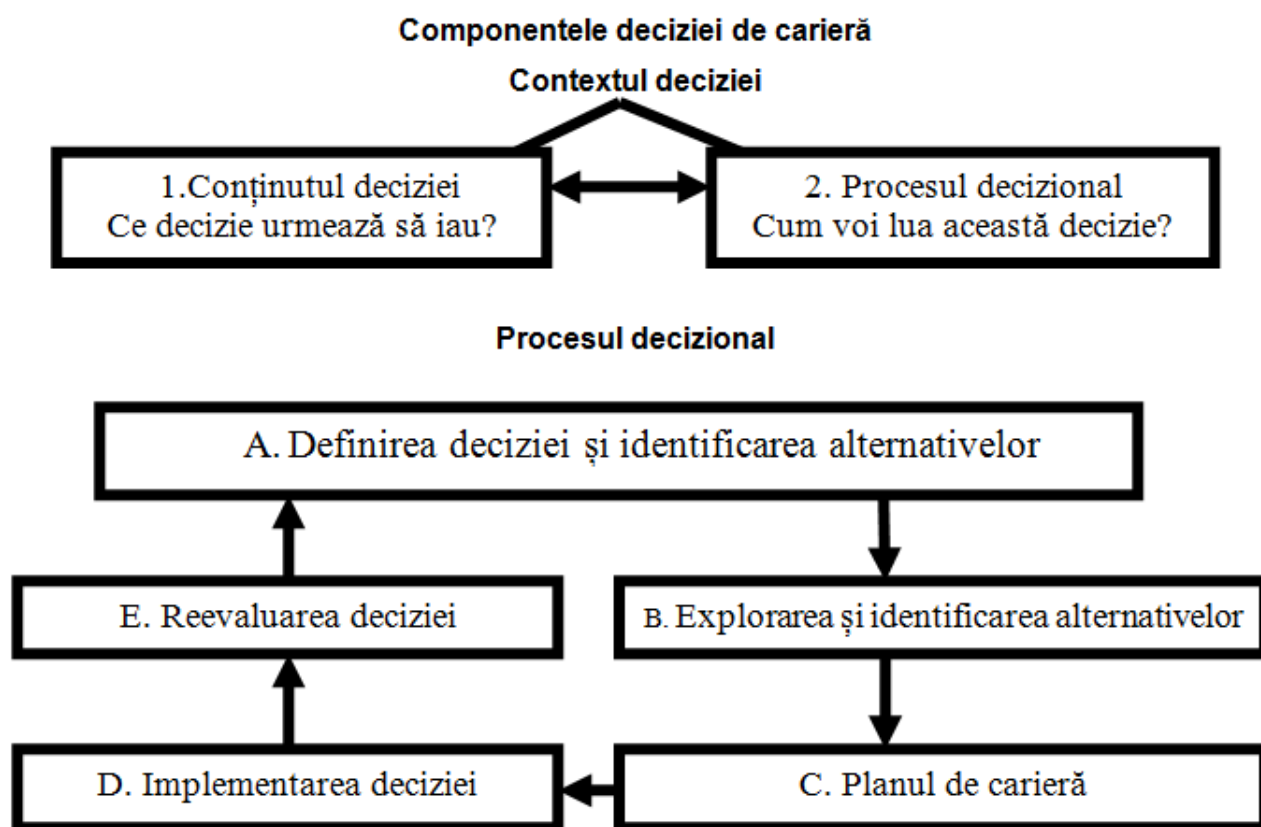 Componentele deciziei de carieră
Contextul deciziei
1.Conținutul deciziei
Ce decizie urmează să iau?
2. Procesul decizional
Cum voi lua această decizie?
Procesul decizional
A. Definirea deciziei și identificarea alternativelor
E. Reevaluarea deciziei
B. Explorarea și identificarea alternativelor
D. Implementarea deciziei
C. Planul de carieră